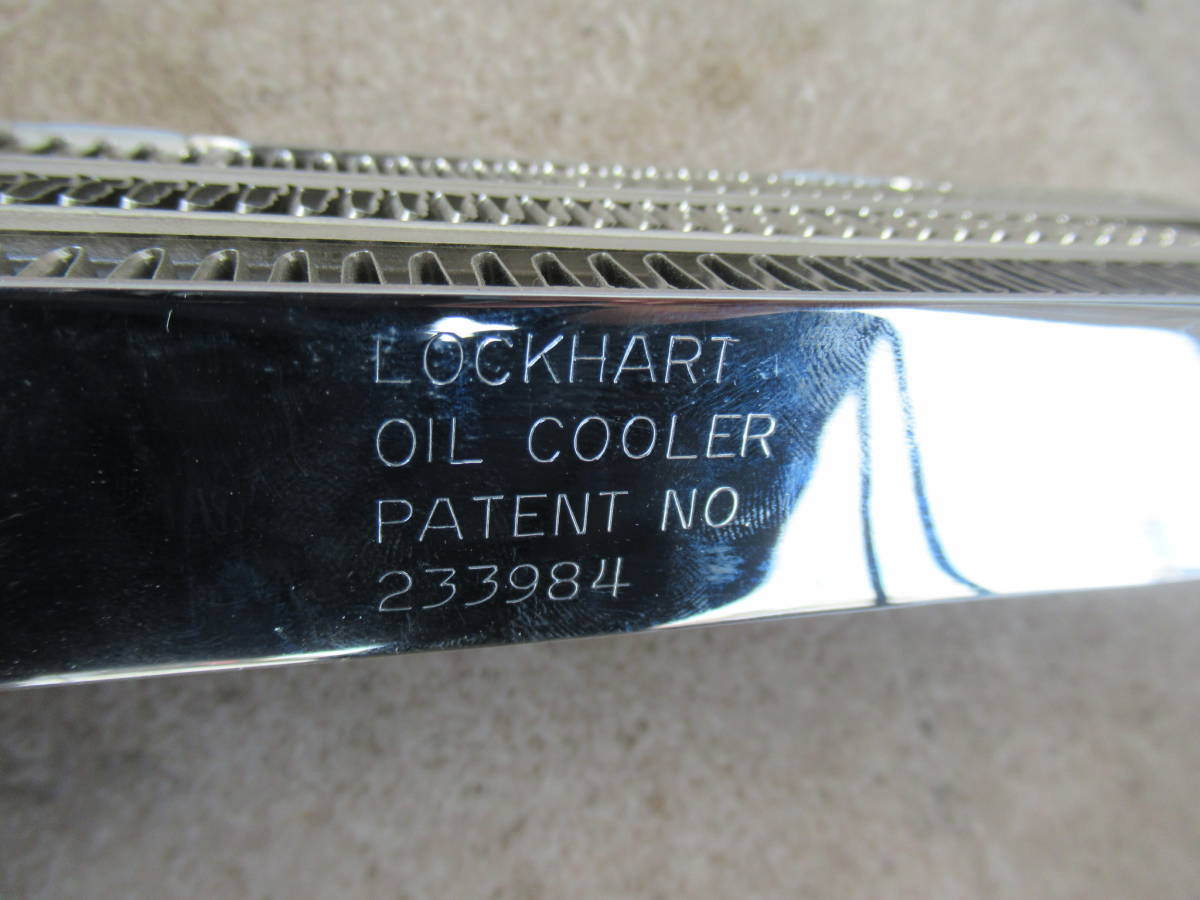 LOCKHART
OIL COOLER
PATENT NO.
233984